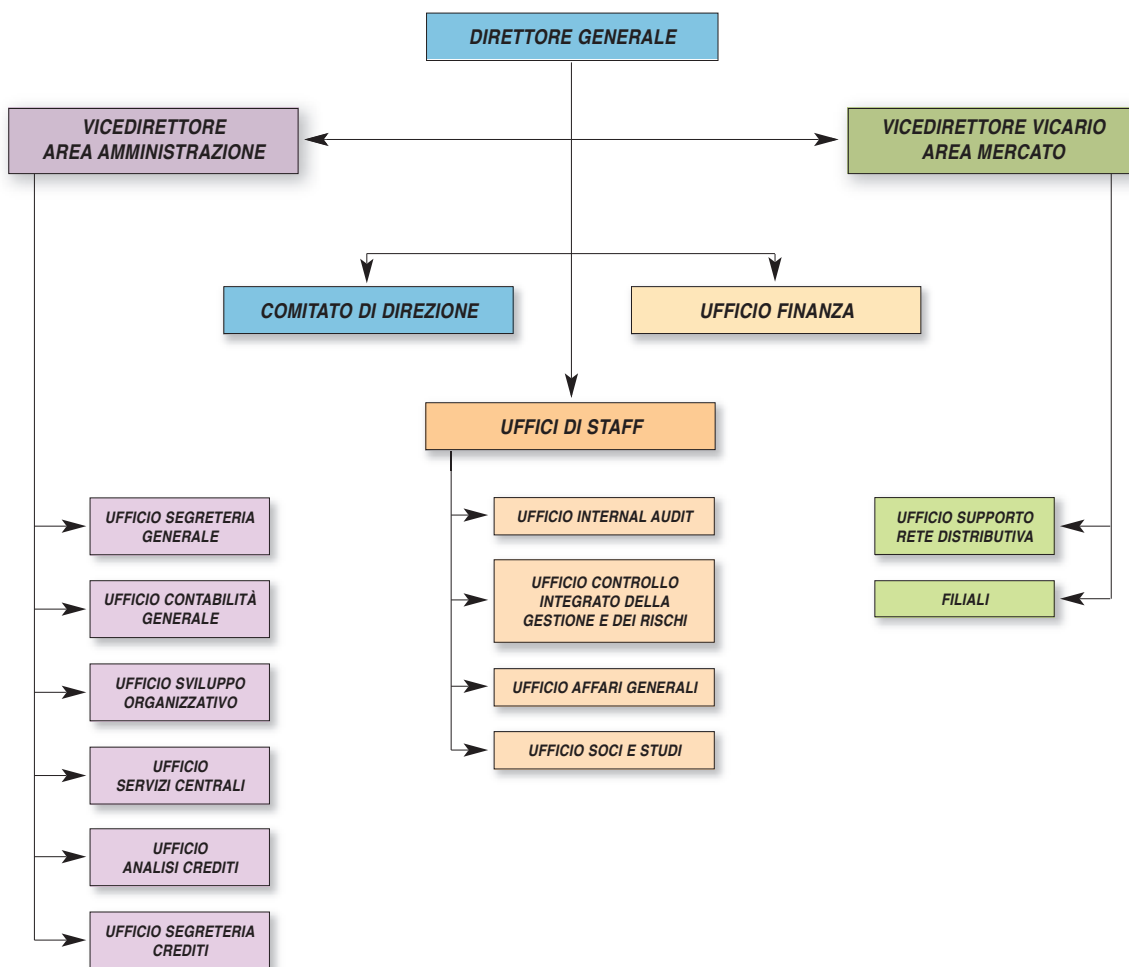 DIRETTORE GENERALE
VICEDIRETTORE
AREA AMMINISTRAZIONE
VICEDIRETTORE VICARIO
AREA MERCATO
COMITATO DI DIREZIONE
UFFICIO FINANZA
UFFICI DI STAFF
UFFICIO SEGRETERIA
GENERALE
UFFICIO CONTABILITÀ
GENERALE
UFFICIO SVILUPPO
ORGANIZZATIVO
UFFICIO
SERVIZI CENTRALI
UFFICIO
ANALISI CREDITI
UFFICIO SEGRETERIA
CREDITI
UFFICIO INTERNAL AUDIT
UFFICIO CONTROLLO
INTEGRATO DELLA
GESTIONE E DEI RISCHI
UFFICIO AFFARI GENERALI
UFFICIO SOCI E STUDI
UFFICIO SUPPORTO
RETE DISTRIBUTIVA
FILIALI